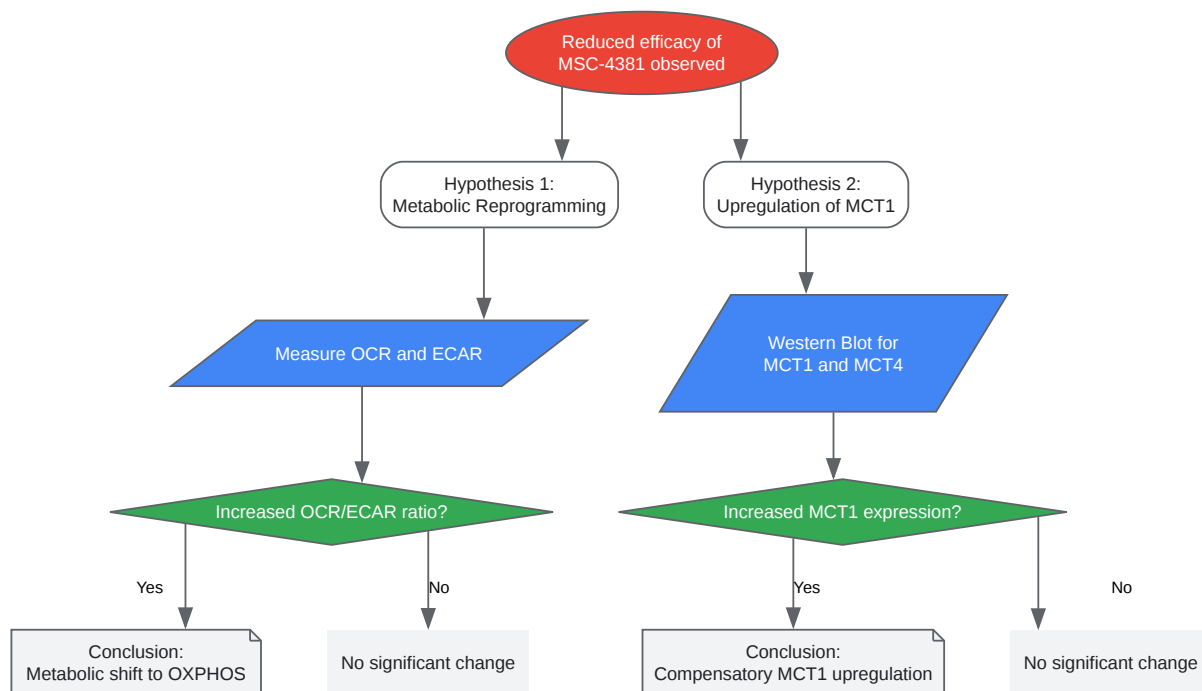 Reduced efficacy of
MSC-4381 observed
Hypothesis 1:
Metabolic Reprogramming
Hypothesis 2:
Upregulation of MCT1
Measure OCR and ECAR
Western Blot for
MCT1 and MCT4
Increased OCR/ECAR ratio?
Increased MCT1 expression?
Yes
No
Yes
No
Conclusion:
Metabolic shift to OXPHOS
No significant change
Conclusion:
Compensatory MCT1 upregulation
No significant change